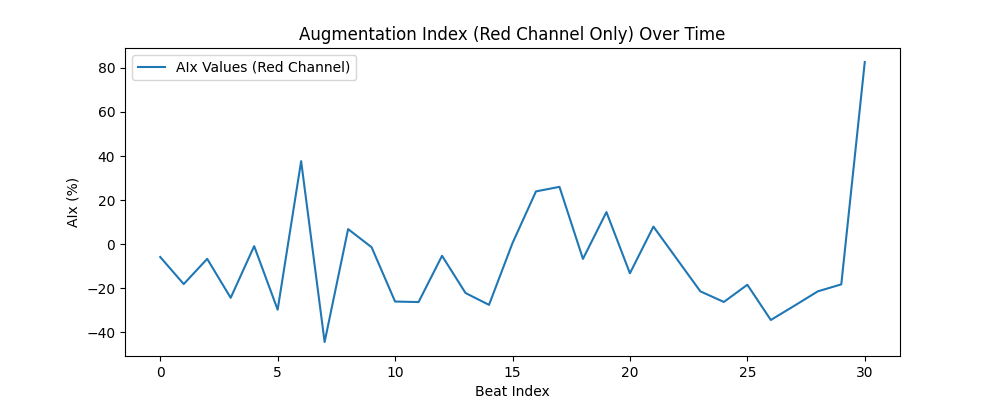 Augmentation Index (Red Channel Only) Over Time
AIx Values (Red Channel)
80
60
40
20
0
−20
−40
AIx (%)
0 5 10 15 20 25 30
Beat Index